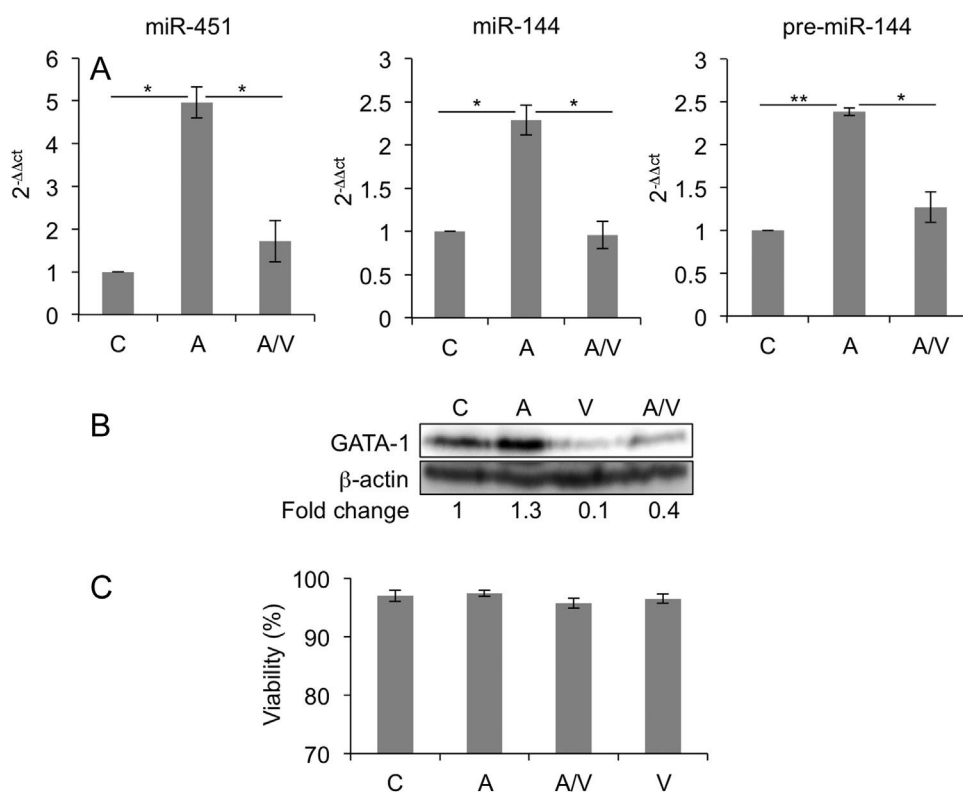 miR-451 miR-144 pre-miR-144
A
6
5
4
3
2
1
0
2-ΔΔct
* *
C A A/V
3
2.5
2
1.5
1
0.5
0
2-ΔΔct
* *
C A A/V
3
2.5
2
1.5
1
0.5
0
2-ΔΔct
** *
C A A/V
B
C A V A/V
GATA-1
β-actin
Fold change 1 1.3 0.1 0.4
C
100
90
80
70
Viability (%)
C A A/V V